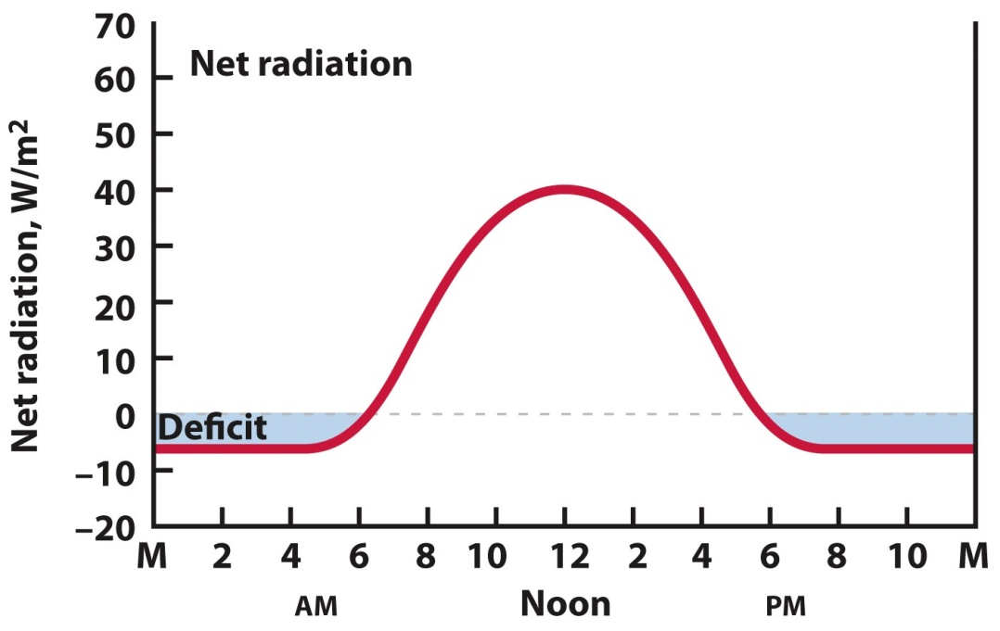 Net radiation, W/m²
70
60
50
40
30
20
10
0
–10
–20
Net radiation
Deficit
M 2 4 6 8 10 12 2 4 6 8 10 M
AM Noon PM